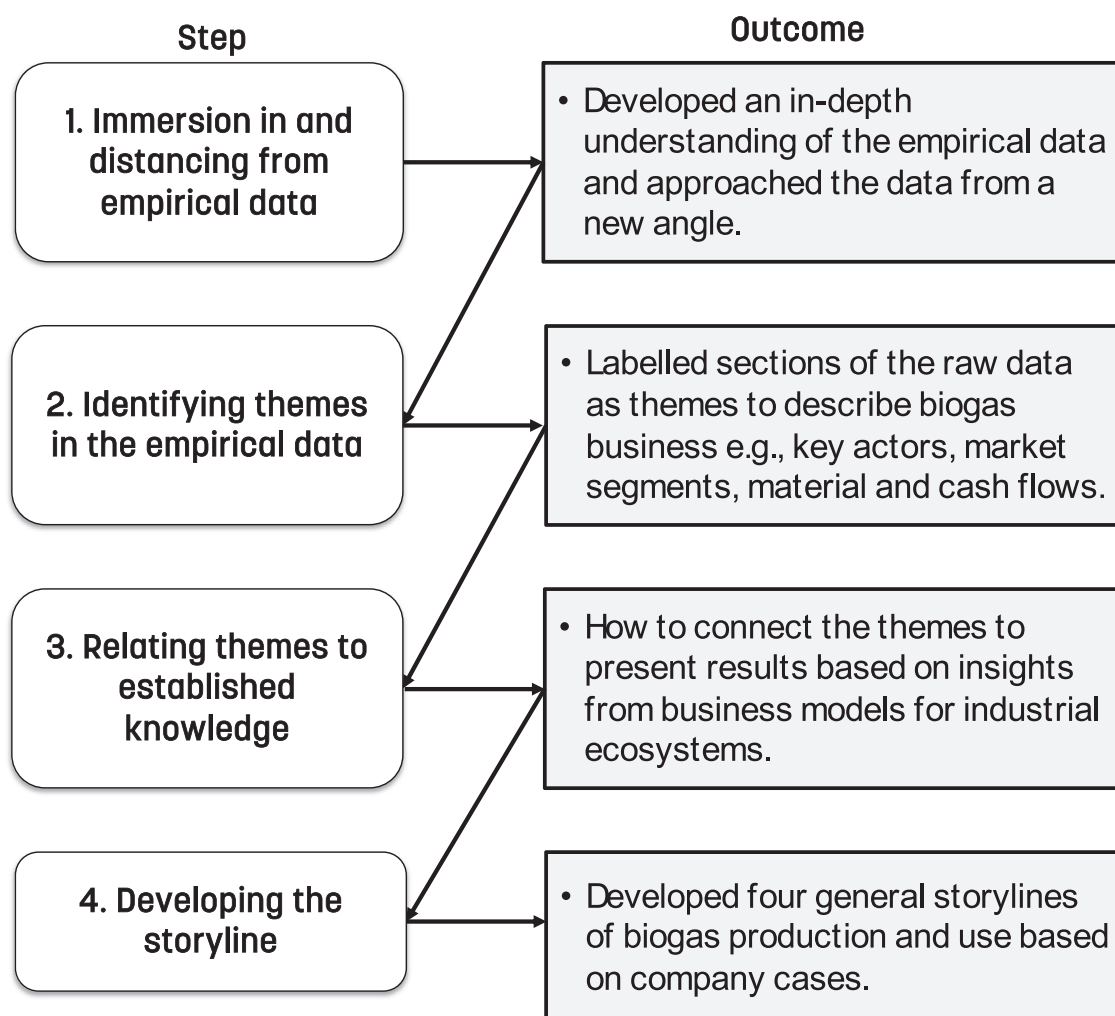 Step
Outcome
1. Immersion in and
distancing from
empirical data
• Developed an in-depth
understanding of the empirical data
and approached the data from a
new angle.
2. Identifying themes
in the empirical data
• Labelled sections of the raw data
as themes to describe biogas
business e.g., key actors, market
segments, material and cash flows.
3. Relating themes to
established
knowledge
• How to connect the themes to
present results based on insights
from business models for industrial
ecosystems.
4. Developing the
storyline
• Developed four general storylines
of biogas production and use based
on company cases.